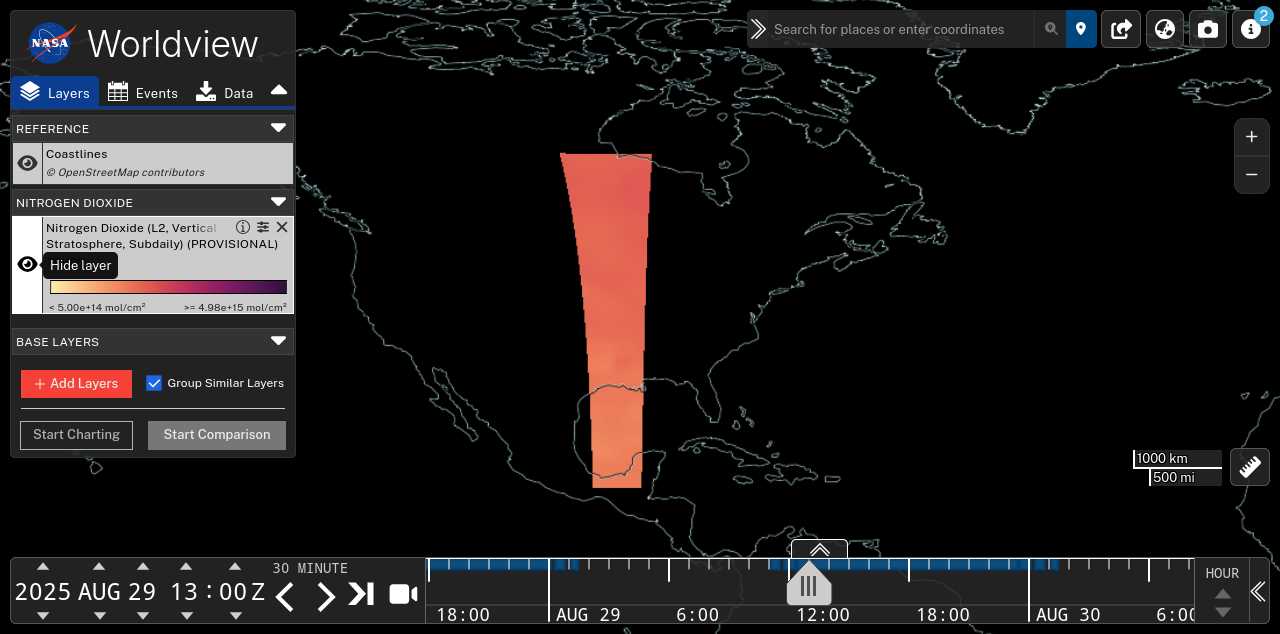 NASA
Worldview
Search for places or enter coordinates
2
Layers
Events
Data
REFERENCE
Coastlines
© OpenStreetMap contributors
NITROGEN DIOXIDE
Nitrogen Dioxide (L2, Vertical
Stratosphere, Subdaily) (PROVISIONAL)
Hide layer
< 5.00e+14 mol/cm²
>= 4.98e+15 mol/cm²
BASE LAYERS
+ Add Layers
Group Similar Layers
Start Charting
Start Comparison
1000 km
500 mi
2025 AUG 29 13 : 00 Z
30 MINUTE
18:00
AUG 29
6:00
12:00
18:00
AUG 30
6:00
HOUR